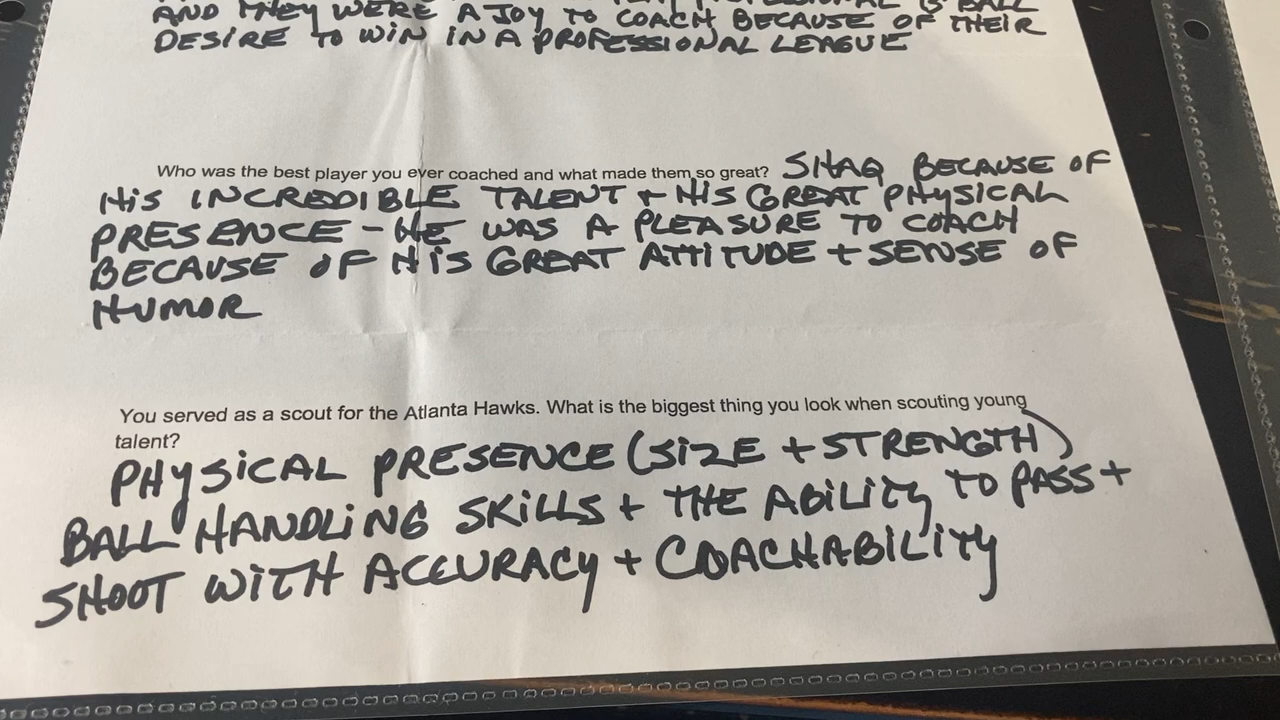 AND THEY WERE A JOY TO COACH BECAUSE OF THEIR
DESIRE TO WIN IN A PROFESSIONAL LEAGUE
Who was the best player you ever coached and what made them so great? SHAQ BECAUSE OF
HIS INCREDIBLE TALENT + HIS GREAT PHYSICAL
PRESENCE - HE WAS A PLEASURE TO COACH
BECAUSE OF HIS GREAT ATTITUDE + SENSE OF
HUMOR
You served as a scout for the Atlanta Hawks. What is the biggest thing you look when scouting young
talent?
PHYSICAL PRESENCE (SIZE + STRENGTH)
BALL HANDLING SKILLS + THE ABILITY TO PASS +
SHOOT WITH ACCURACY + COACHABILITY